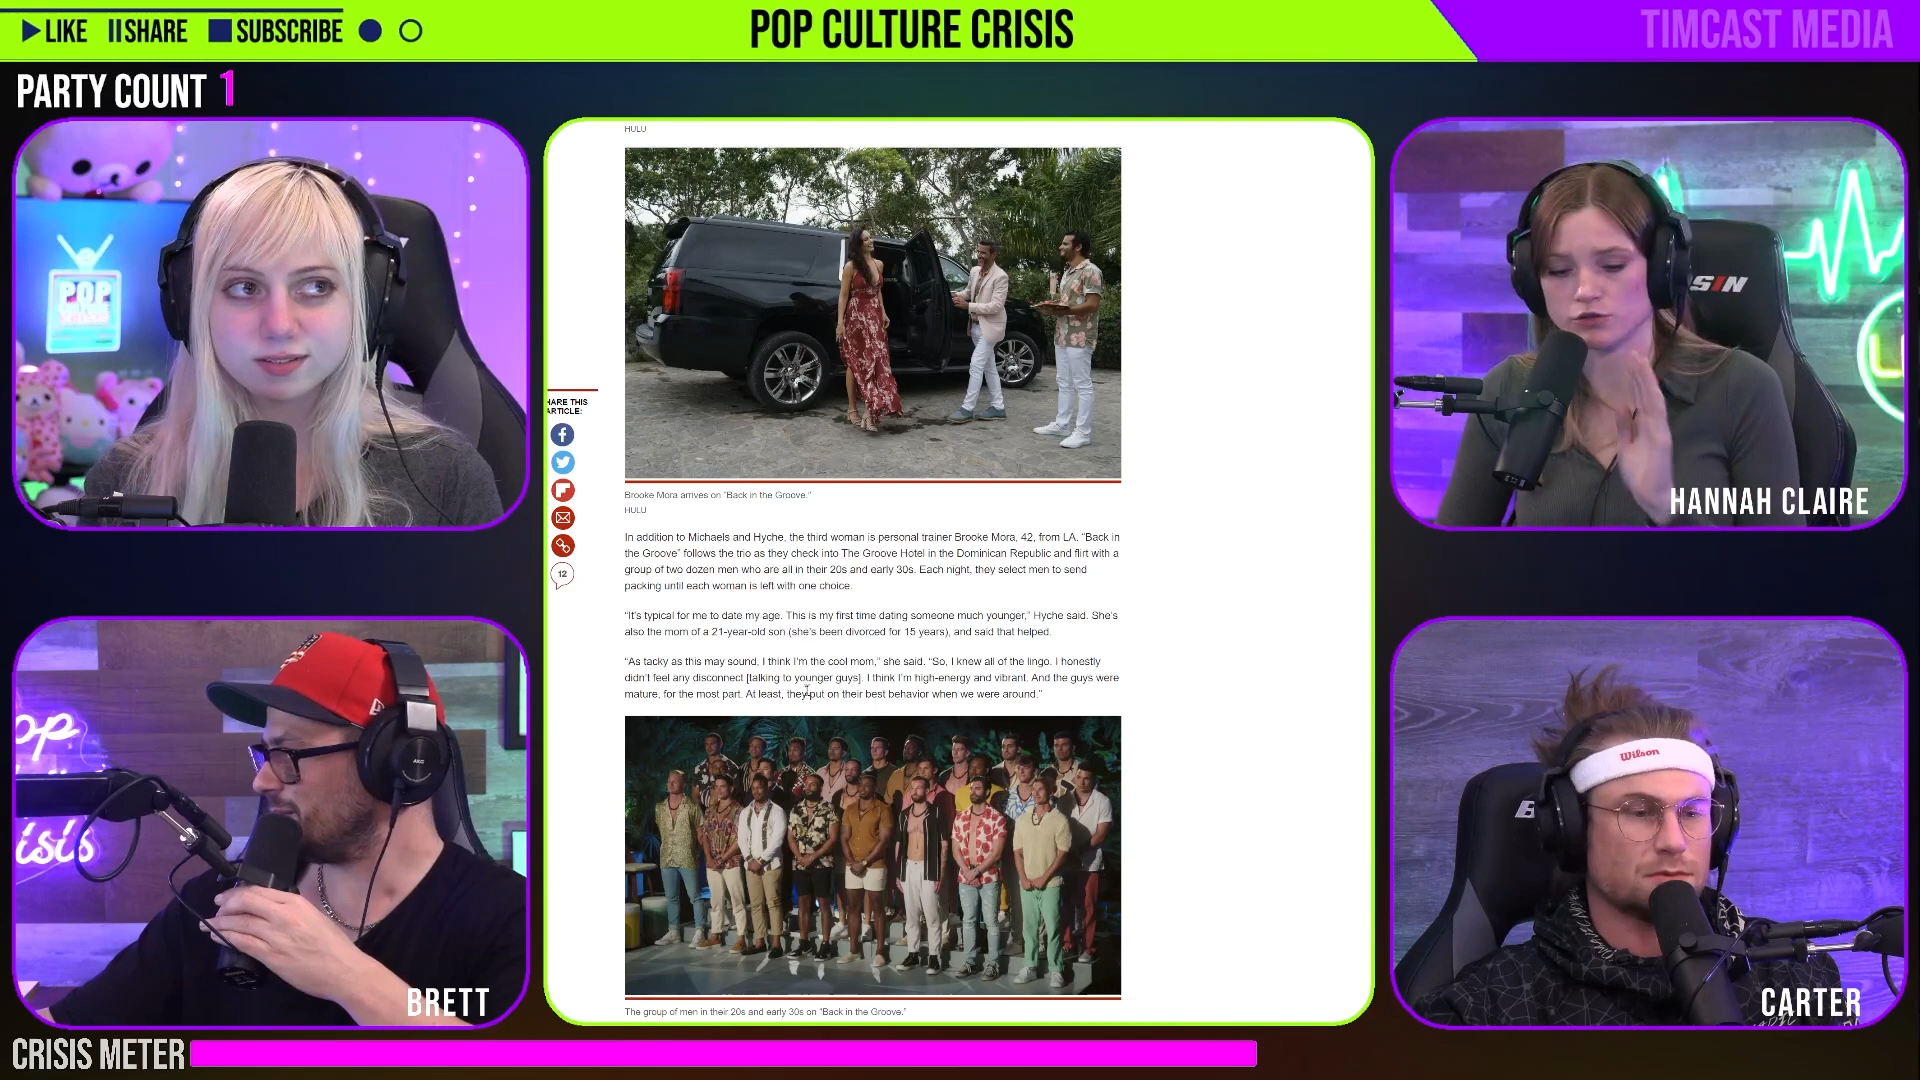 LIKE SHARE SUBSCRIBE
POP CULTURE CRISIS
TIMCAST MEDIA
PARTY COUNT 1
POP
HULU
Brooke Mora arrives on "Back in the Groove."
HULU
HARE THIS
ARTICLE:
12
In addition to Michaels and Hyche, the third woman is personal trainer Brooke Mora, 42, from LA. "Back in
the Groove" follows the trio as they check into The Groove Hotel in the Dominican Republic and flirt with a
group of two dozen men who are all in their 20s and early 30s. Each night, they select men to send
packing until each woman is left with one choice.
"It's typical for me to date my age. This is my first time dating someone much younger," Hyche said. She's
also the mom of a 21-year-old son (she's been divorced for 15 years), and said that helped.
"As tacky as this may sound, I think I'm the cool mom," she said. "So, I knew all of the lingo. I honestly
didn't feel any disconnect [talking to younger guys]. I think I'm high-energy and vibrant. And the guys were
mature, for the most part. At least, they put on their best behavior when we were around."
The group of men in their 20s and early 30s on "Back in the Groove."
SIN
HANNAH CLAIRE
op
isis
AKG
BRETT
Wilson
CARTER
CRISIS METER